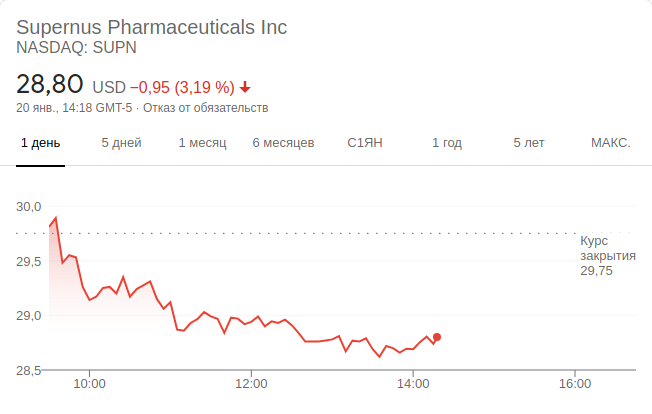 Supernus Pharmaceuticals Inc
NASDAQ: SUPN
28,80 USD −0,95 (3,19 %)
20 янв., 14:18 GMT-5 · Отказ от обязательств
1 день 5 дней 1 месяц 6 месяцев С1ЯН 1 год 5 лет МАКС.
30,0
Курс
закрытия
29,75
29,5
29,0
28,5
10:00 12:00 14:00 16:00